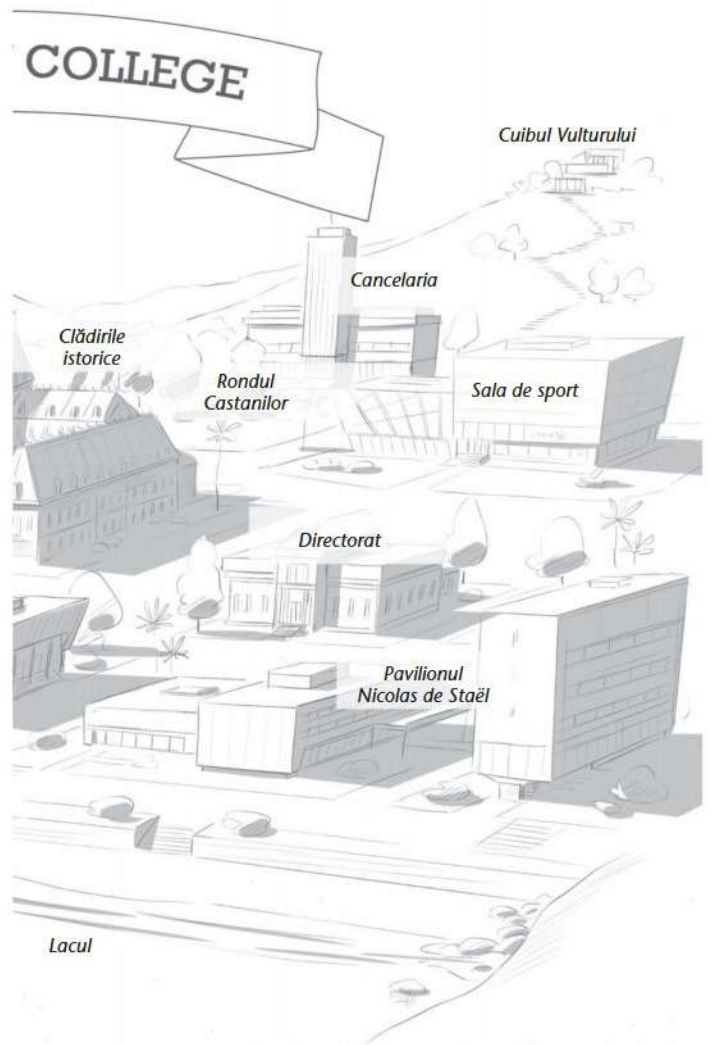 COLLEGE
Cuibul Vulturului
Cancelaria
Clădirile
istorice
Rondul
Castanilor
Sala de sport
Directorat
Pavilionul
Nicolas de Staël
Lacul